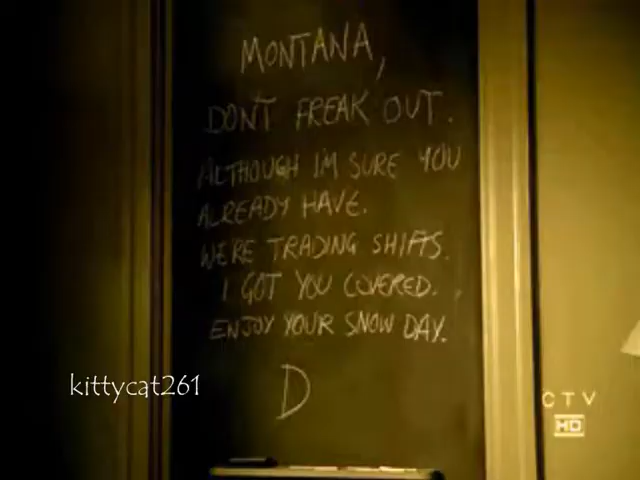 MONTANA,
DON'T FREAK OUT.
ALTHOUGH I'M SURE YOU
ALREADY HAVE.
WE'RE TRADING SHIFTS.
I GOT YOU COVERED.
ENJOY YOUR SNOW DAY.
D
kittycat261
CTV
HD